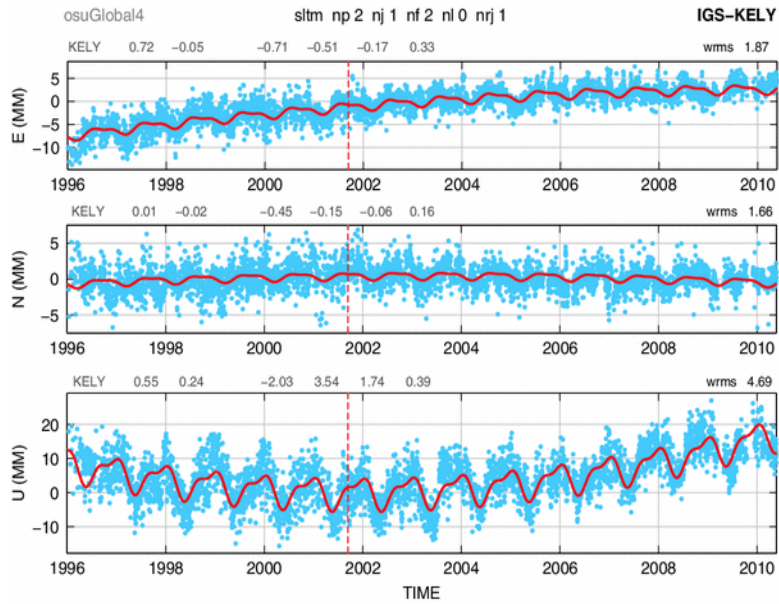 osuGlobal4 sltm np 2 nj 1 nf 2 nl 0 nrj 1 IGS-KELY
KELY 0.72 −0.05 −0.71 −0.51 −0.17 0.33 wrms 1.87
E (MM)
5
0
−5
−10
1996 1998 2000 2002 2004 2006 2008 2010
KELY 0.01 −0.02 −0.45 −0.15 −0.06 0.16 wrms 1.66
N (MM)
5
0
−5
1996 1998 2000 2002 2004 2006 2008 2010
KELY 0.55 0.24 −2.03 3.54 1.74 0.39 wrms 4.69
U (MM)
20
10
0
−10
1996 1998 2000 2002 2004 2006 2008 2010
TIME